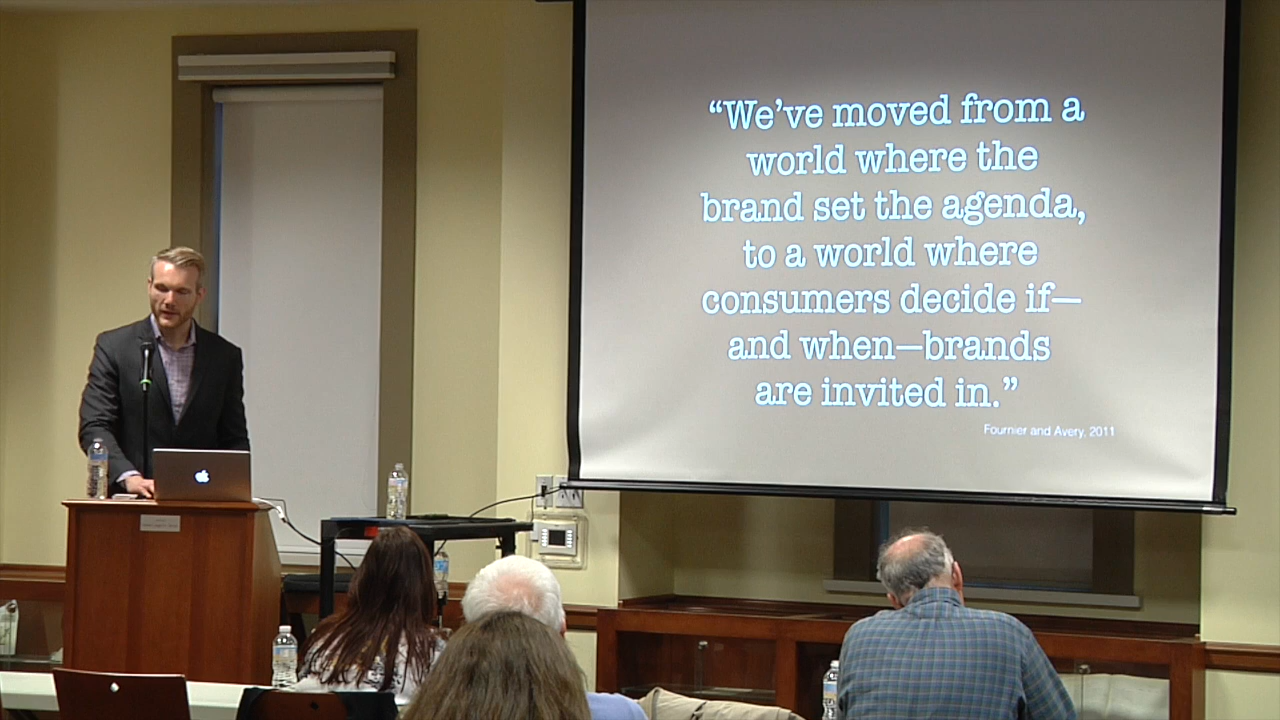 “We’ve moved from a
world where the
brand set the agenda,
to a world where
consumers decide if—
and when—brands
are invited in.”
Fournier and Avery, 2011